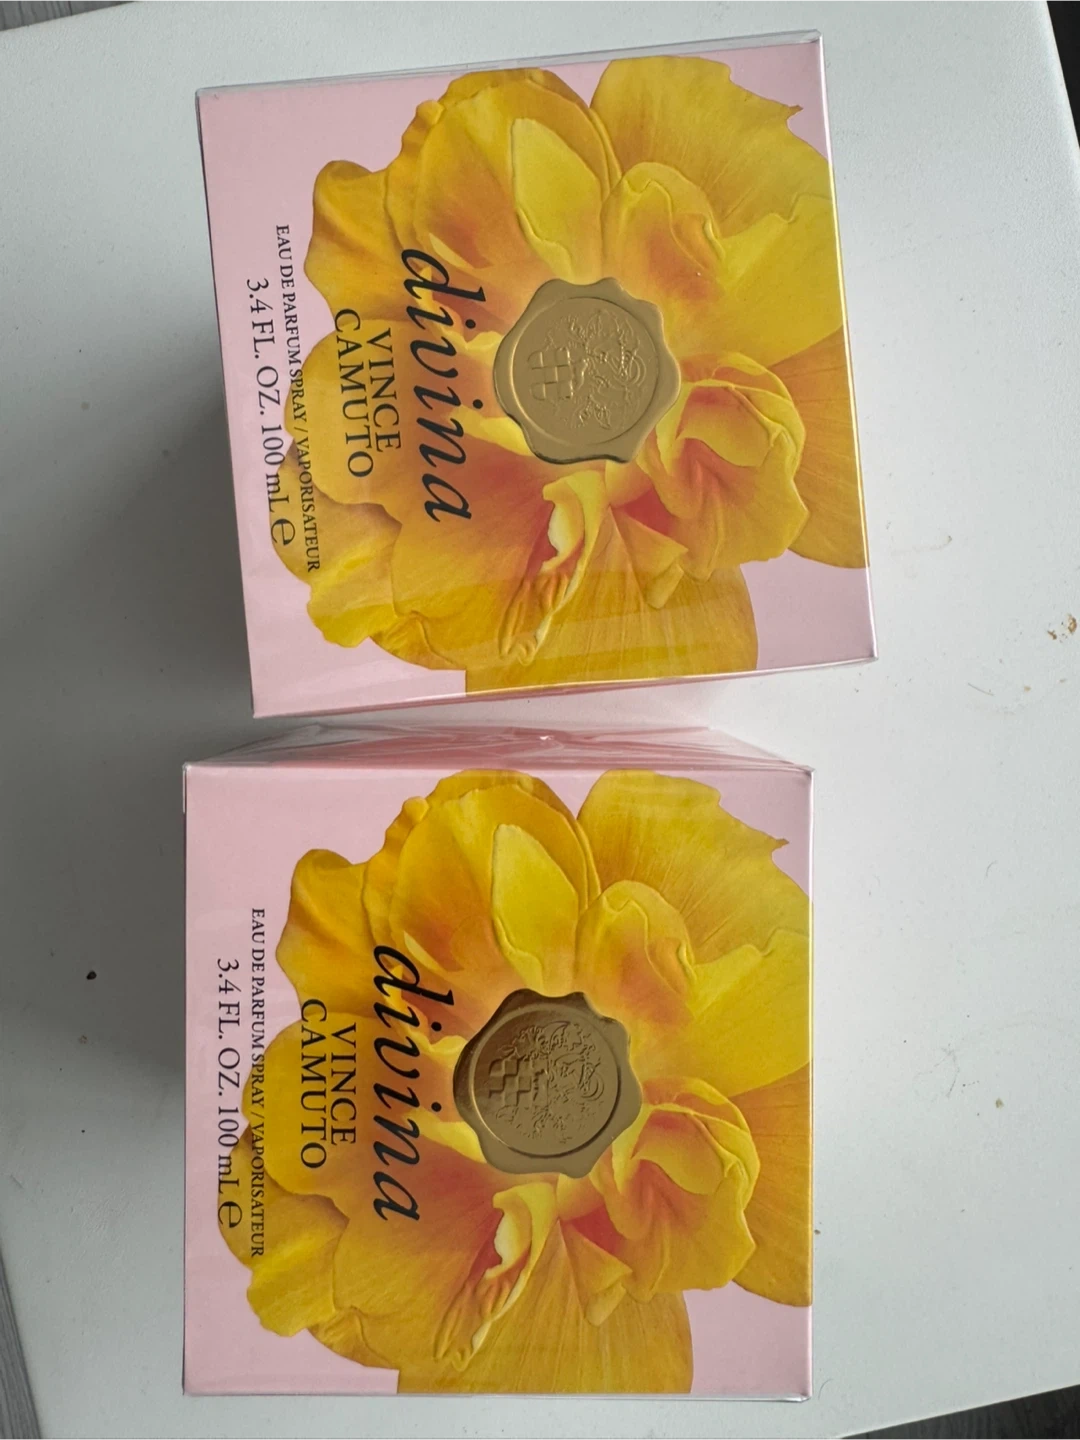 divina
VINCE
CAMUTO
EAU DE PARFUM SPRAY / VAPORISATEUR
3.4 FL. OZ. 100 mL ℮
divina
VINCE
CAMUTO
EAU DE PARFUM SPRAY / VAPORISATEUR
3.4 FL. OZ. 100 mL ℮